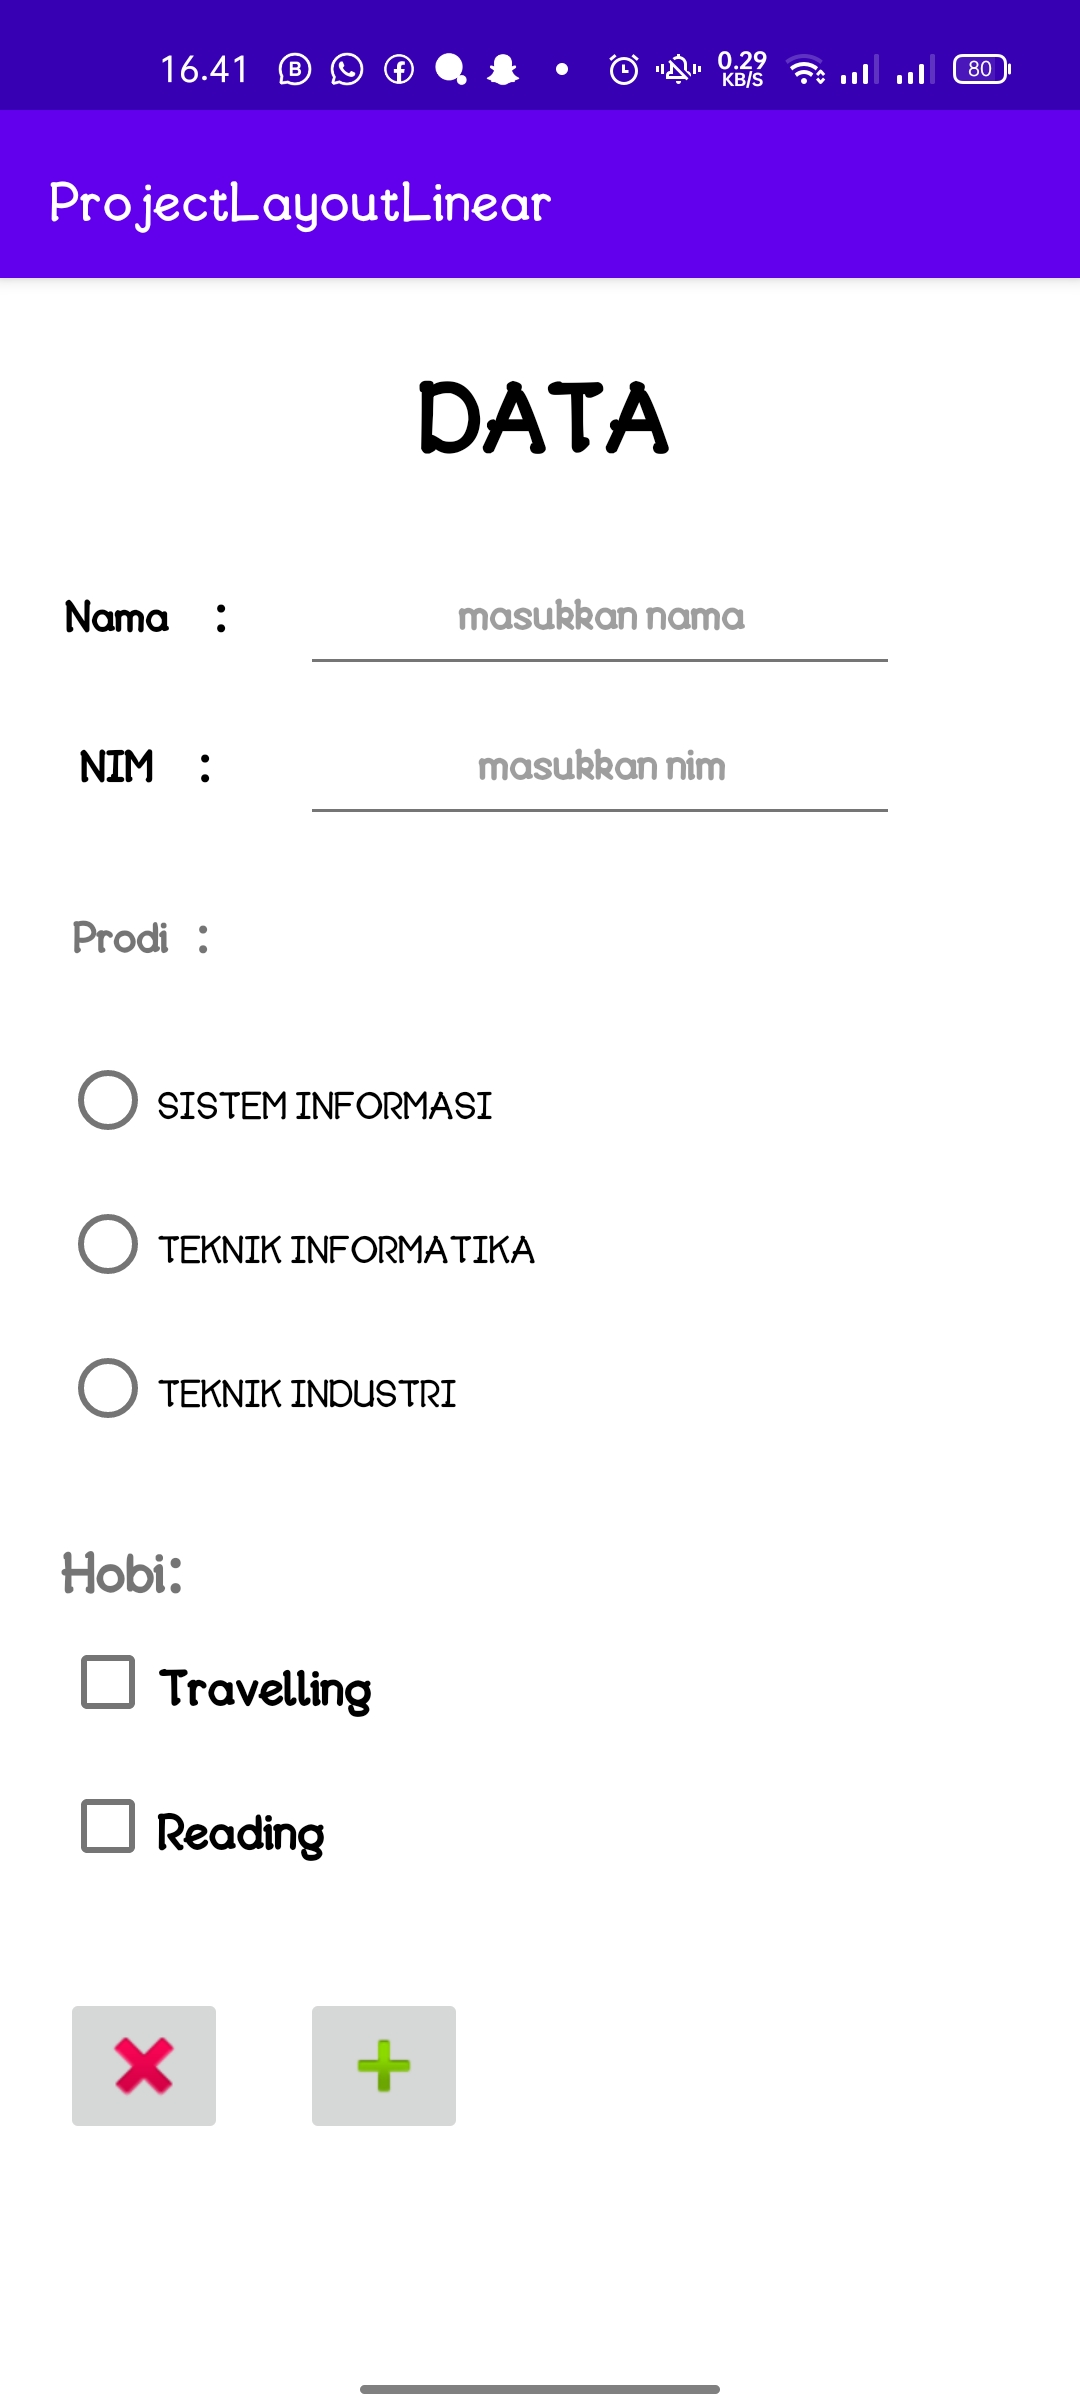 16.41 0.29 KB/S 80
ProjectLayoutLinear
DATA
Nama : masukkan nama
NIM : masukkan nim
Prodi :
SISTEM INFORMASI
TEKNIK INFORMATIKA
TEKNIK INDUSTRI
Hobi:
Travelling
Reading